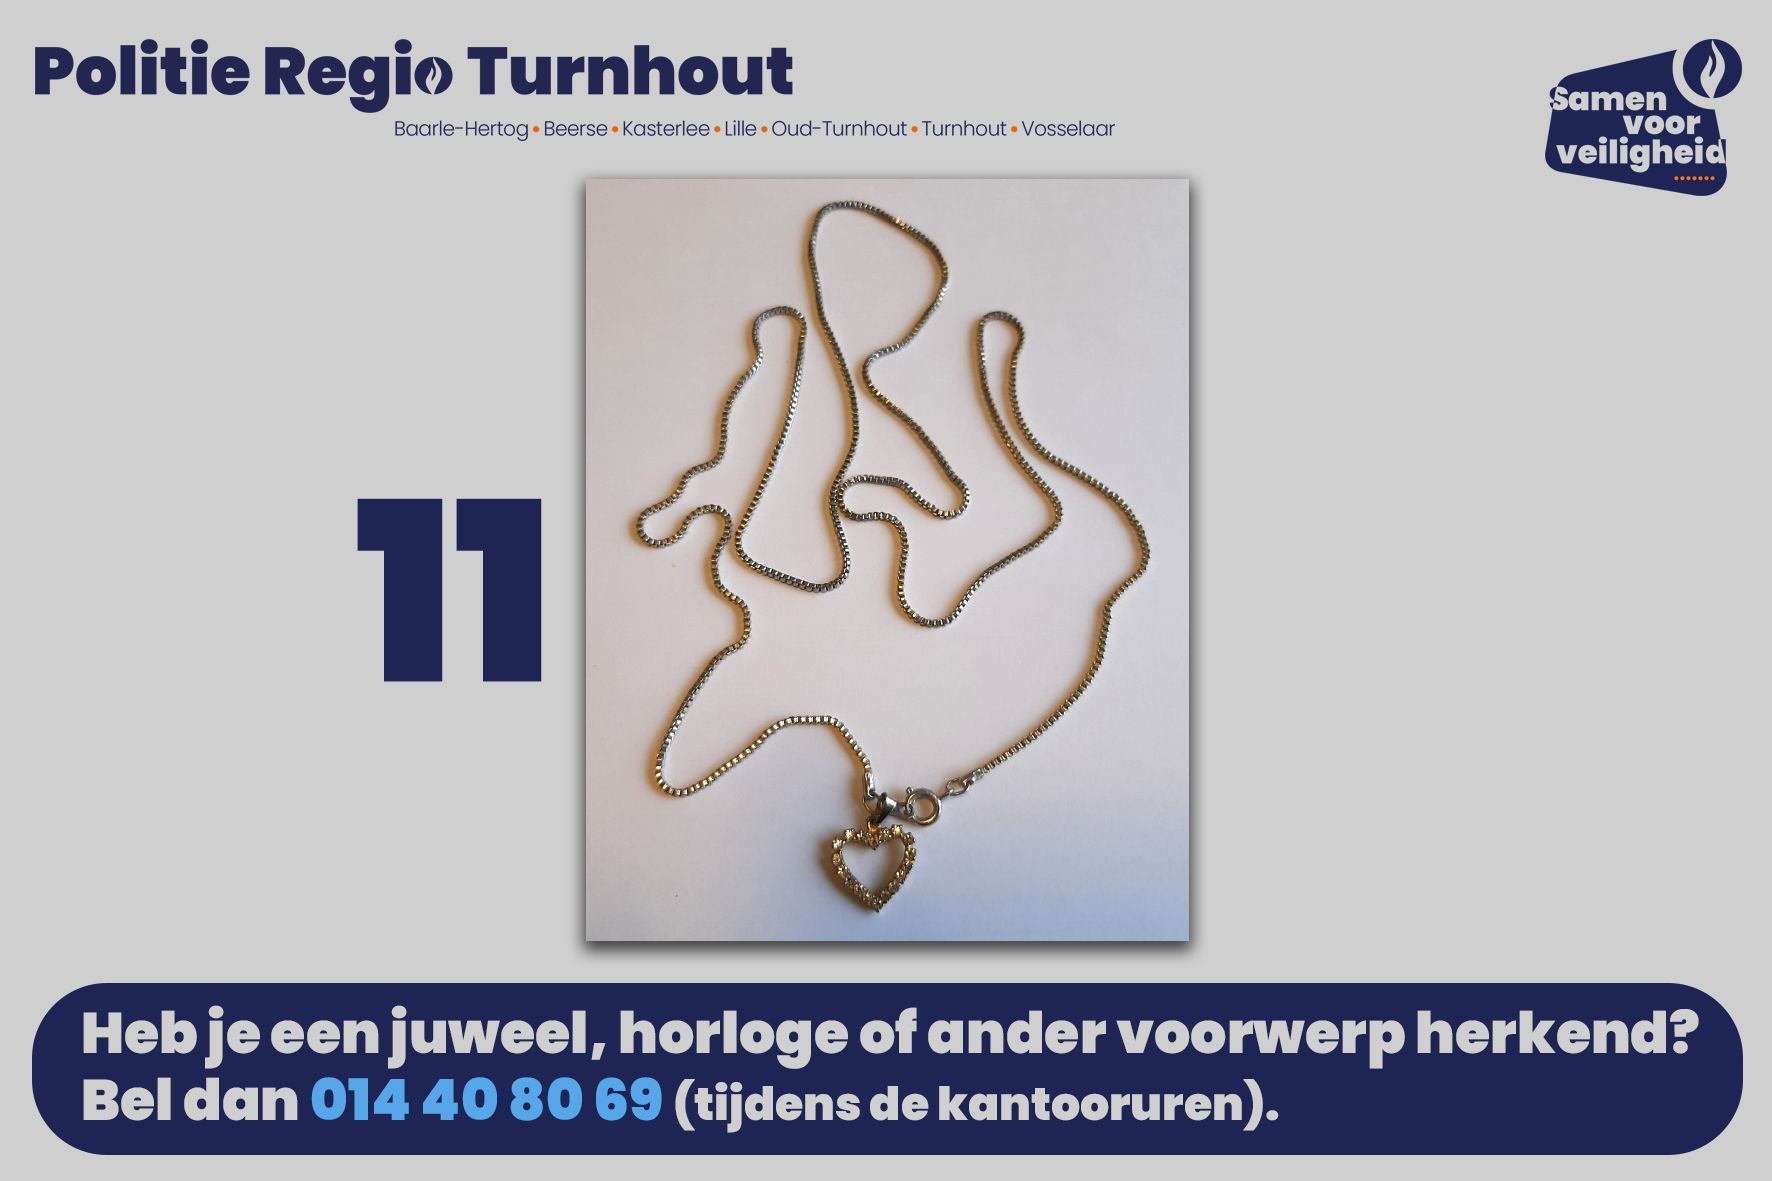 Politie Regio Turnhout
Baarle-Hertog • Beerse • Kasterlee • Lille • Oud-Turnhout • Turnhout • Vosselaar
Samen
voor
veiligheid
11
Heb je een juweel, horloge of ander voorwerp herkend?
Bel dan 014 40 80 69 (tijdens de kantooruren).